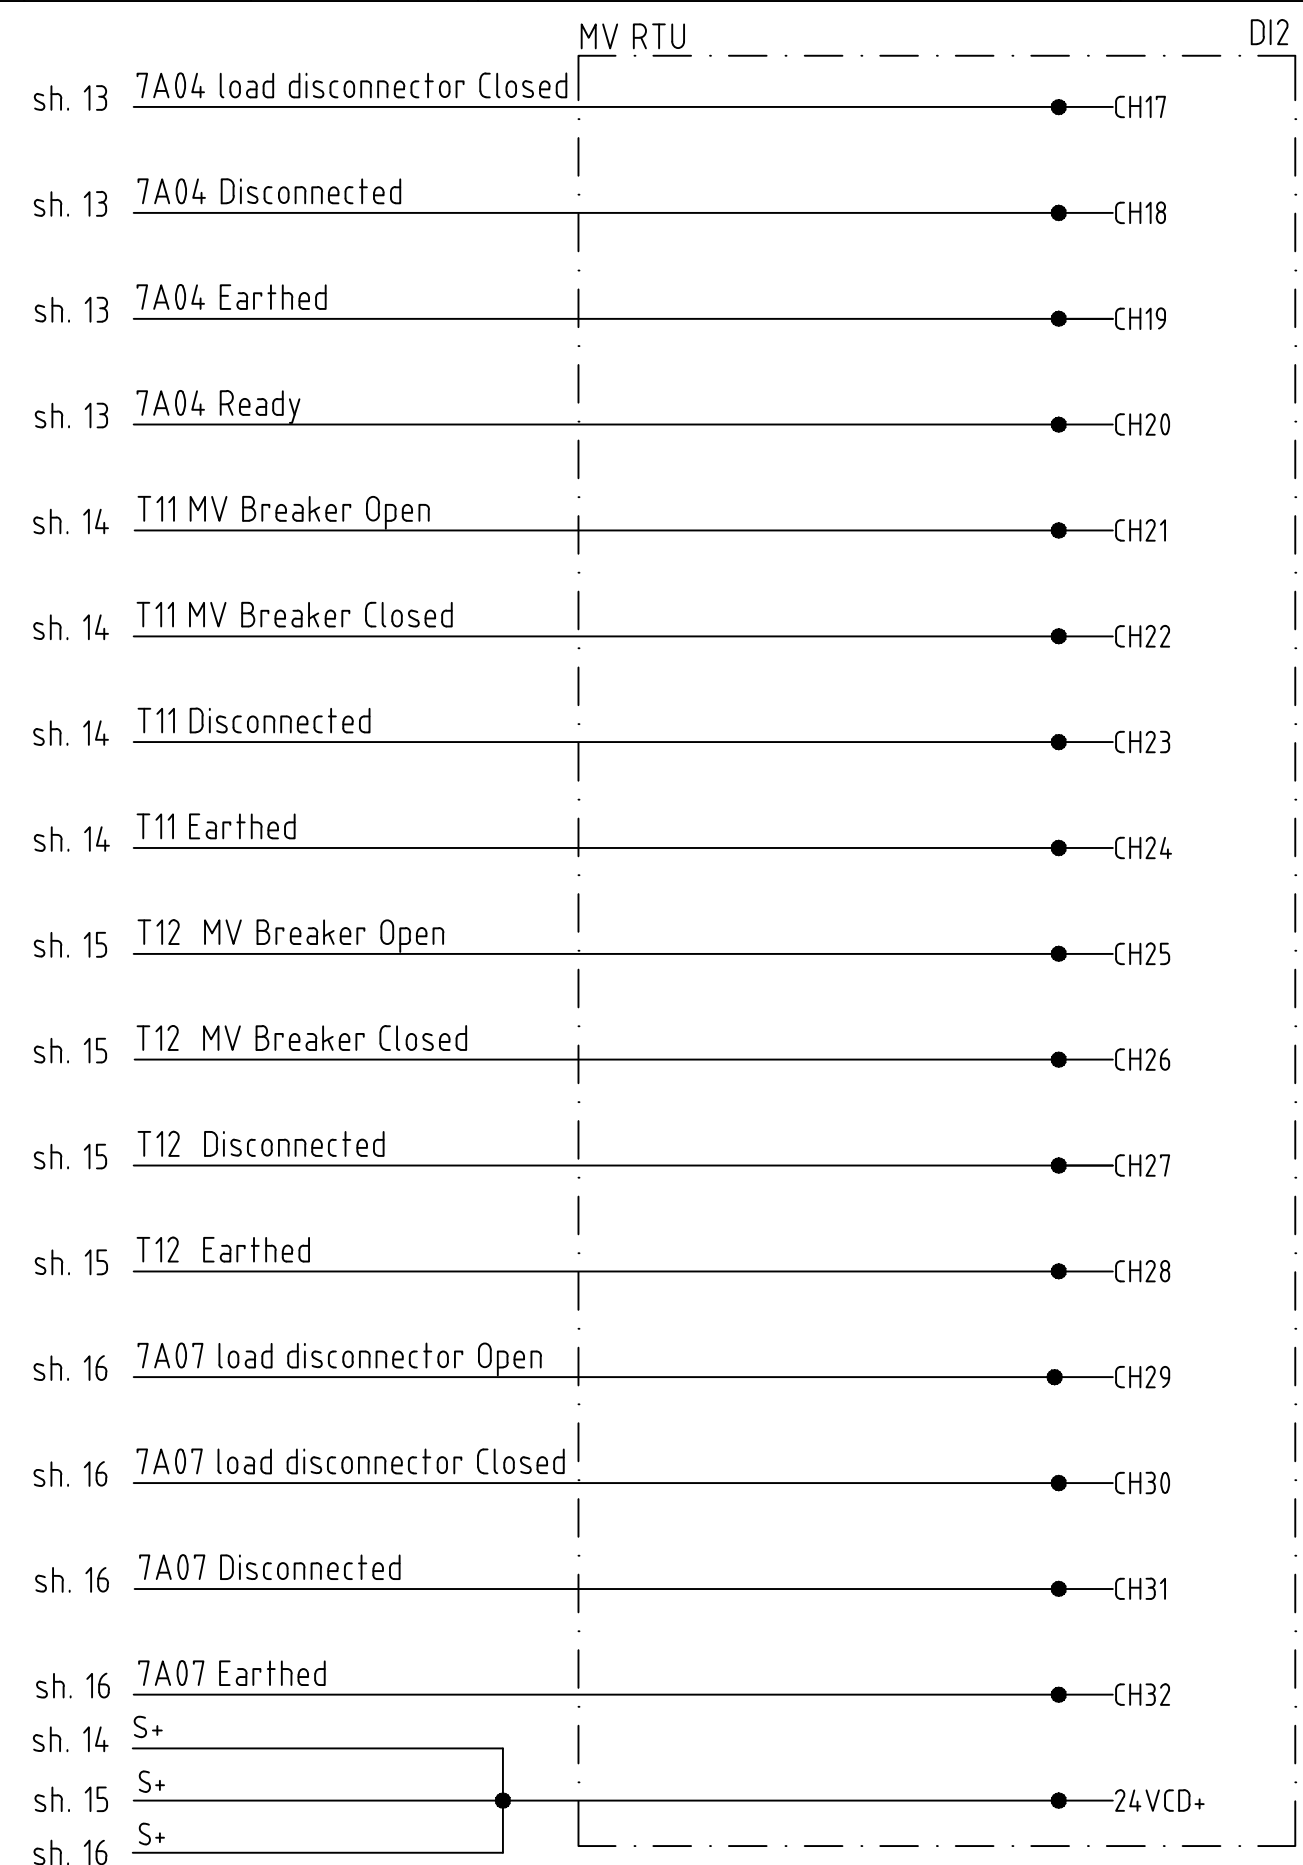 MV RTU DI2
sh. 13 7A04 load disconnector Closed CH17
sh. 13 7A04 Disconnected CH18
sh. 13 7A04 Earthed CH19
sh. 13 7A04 Ready CH20
sh. 14 T11 MV Breaker Open CH21
sh. 14 T11 MV Breaker Closed CH22
sh. 14 T11 Disconnected CH23
sh. 14 T11 Earthed CH24
sh. 15 T12 MV Breaker Open CH25
sh. 15 T12 MV Breaker Closed CH26
sh. 15 T12 Disconnected CH27
sh. 15 T12 Earthed CH28
sh. 16 7A07 load disconnector Open CH29
sh. 16 7A07 load disconnector Closed CH30
sh. 16 7A07 Disconnected CH31
sh. 16 7A07 Earthed CH32
sh. 14 S+
sh. 15 S+ 24VCD+
sh. 16 S+